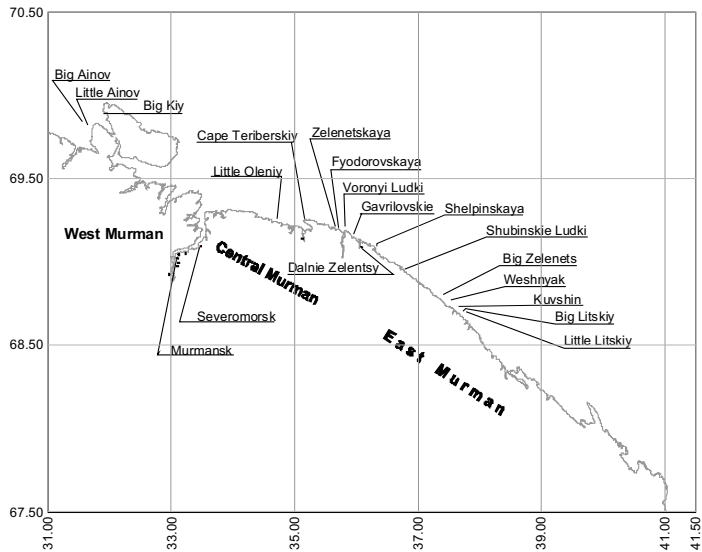 70.50
Big Ainov
Little Ainov
Big Kiy
Cape Teriberskiy
Zelenetskaya
Fyodorovskaya
69.50
Little Oleniy
Voronyi Ludki
Gavrilovskie
Shelpinskaya
West Murman
Shubinskie Ludki
Central Murman
Dalnie Zelentsy
Big Zelenets
Weshnyak
Kuvshin
Severomorsk
Big Litskiy
68.50
Murmansk
East Murman
Little Litskiy
67.50
31.00
33.00
35.00
37.00
39.00
41.00
41.50